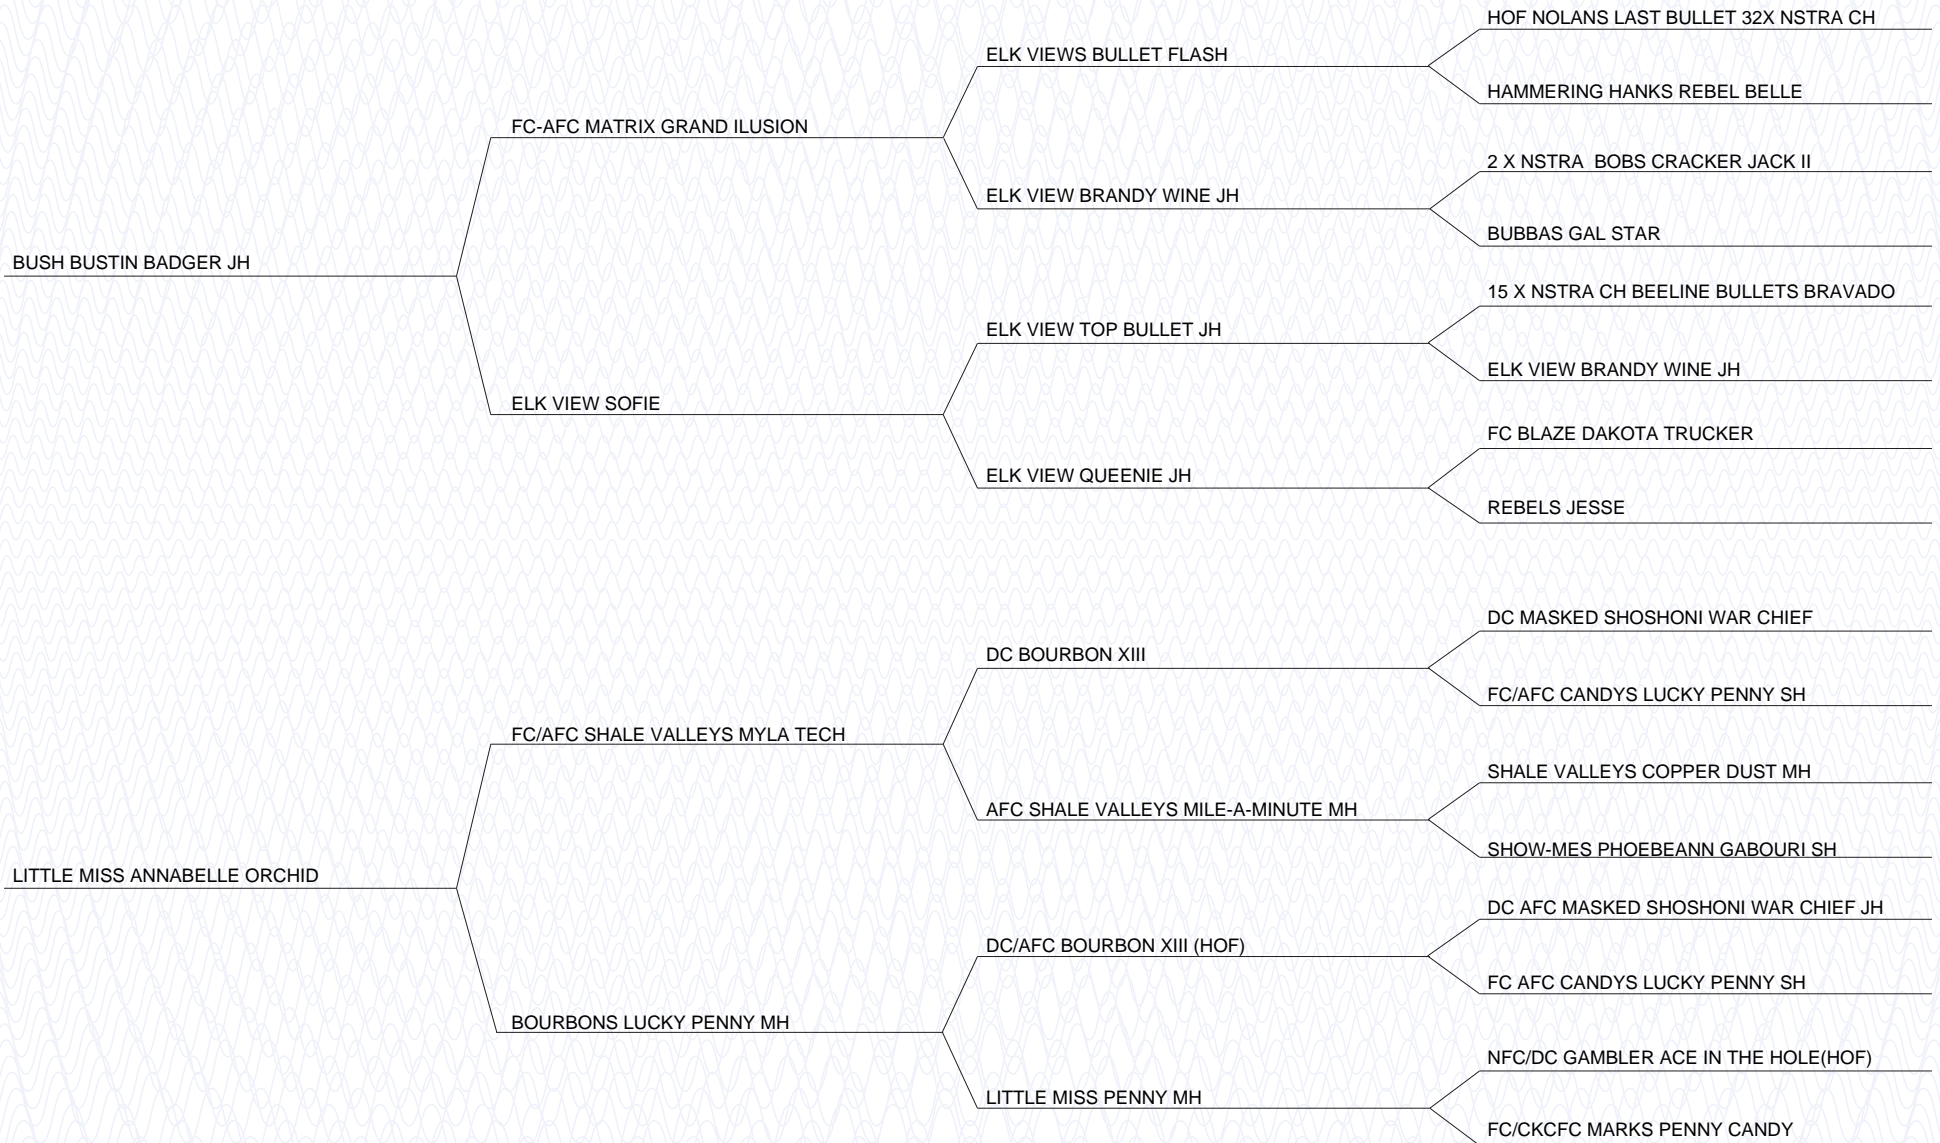 HOF NOLANS LAST BULLET 32X NSTRA CH
ELK VIEWS BULLET FLASH
HAMMERING HANKS REBEL BELLE
FC-AFC MATRIX GRAND ILUSION
2 X NSTRA  BOBS CRACKER JACK II
ELK VIEW BRANDY WINE JH
BUBBAS GAL STAR
BUSH BUSTIN BADGER JH
15 X NSTRA CH BEELINE BULLETS BRAVADO
ELK VIEW TOP BULLET JH
ELK VIEW BRANDY WINE JH
ELK VIEW SOFIE
FC BLAZE DAKOTA TRUCKER
ELK VIEW QUEENIE JH
REBELS JESSE
DC MASKED SHOSHONI WAR CHIEF
DC BOURBON XIII
FC/AFC CANDYS LUCKY PENNY SH
FC/AFC SHALE VALLEYS MYLA TECH
SHALE VALLEYS COPPER DUST MH
AFC SHALE VALLEYS MILE-A-MINUTE MH
SHOW-MES PHOEBEANN GABOURI SH
LITTLE MISS ANNABELLE ORCHID
DC AFC MASKED SHOSHONI WAR CHIEF JH
DC/AFC BOURBON XIII (HOF)
FC AFC CANDYS LUCKY PENNY SH
BOURBONS LUCKY PENNY MH
NFC/DC GAMBLER ACE IN THE HOLE(HOF)
LITTLE MISS PENNY MH
FC/CKCFC MARKS PENNY CANDY